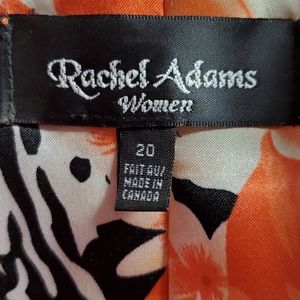 Rachel Adams
Women
20
FAIT AU/
MADE IN
CANADA